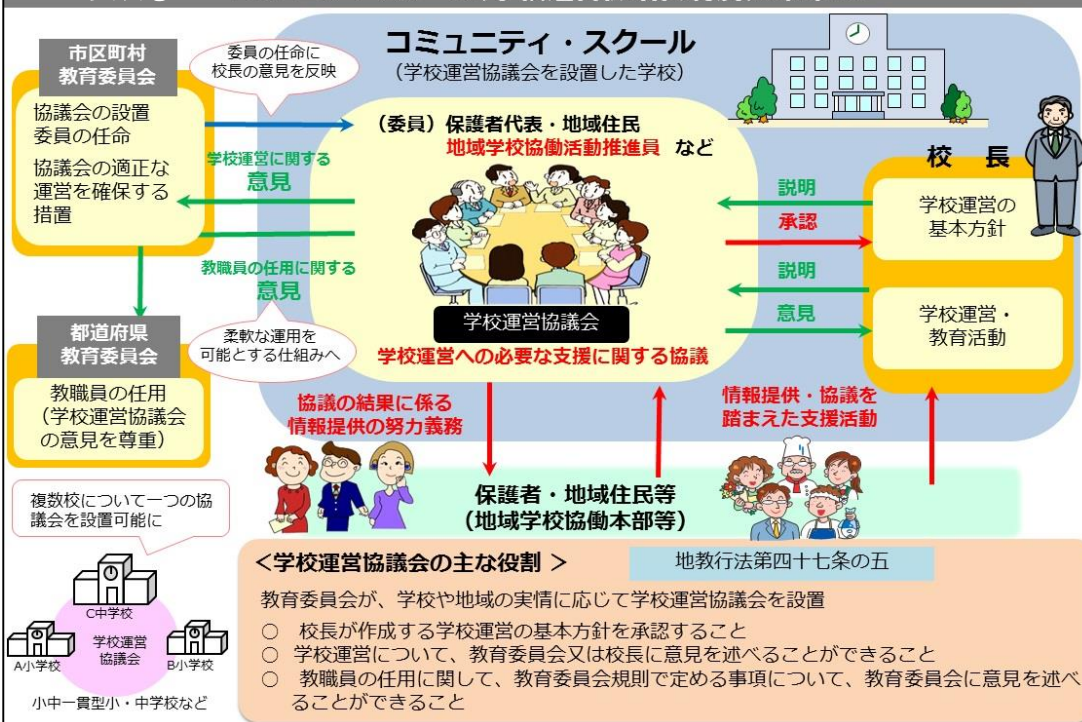 コミュニティ・スクール
(学校運営協議会を設置した学校)
市区町村
教育委員会
協議会の設置
委員の任命
協議会の適正な
運営を確保する
措置
委員の任命に
校長の意見を反映
(委員)保護者代表・地域住民
地域学校協働活動推進員 など
学校運営に関する
意見
教職員の任用に関する
意見
学校運営協議会
学校運営への必要な支援に関する協議
説明
承認
説明
意見
校 長
学校運営の
基本方針
学校運営・
教育活動
都道府県
教育委員会
教職員の任用
(学校運営協議会
の意見を尊重)
柔軟な運用を
可能とする仕組みへ
協議の結果に係る
情報提供の努力義務
情報提供・協議を
踏まえた支援活動
保護者・地域住民等
(地域学校協働本部等)
複数校について一つの協
議会を設置可能に
C中学校
学校運営
協議会
A小学校
B小学校
小中一貫型小・中学校など
<学校運営協議会の主な役割 >
地教行法第四十七条の五
教育委員会が、学校や地域の実情に応じて学校運営協議会を設置
○ 校長が作成する学校運営の基本方針を承認すること
○ 学校運営について、教育委員会又は校長に意見を述べることができること
○ 教職員の任用に関して、教育委員会規則で定める事項について、教育委員会に意見を述べ
ることができること